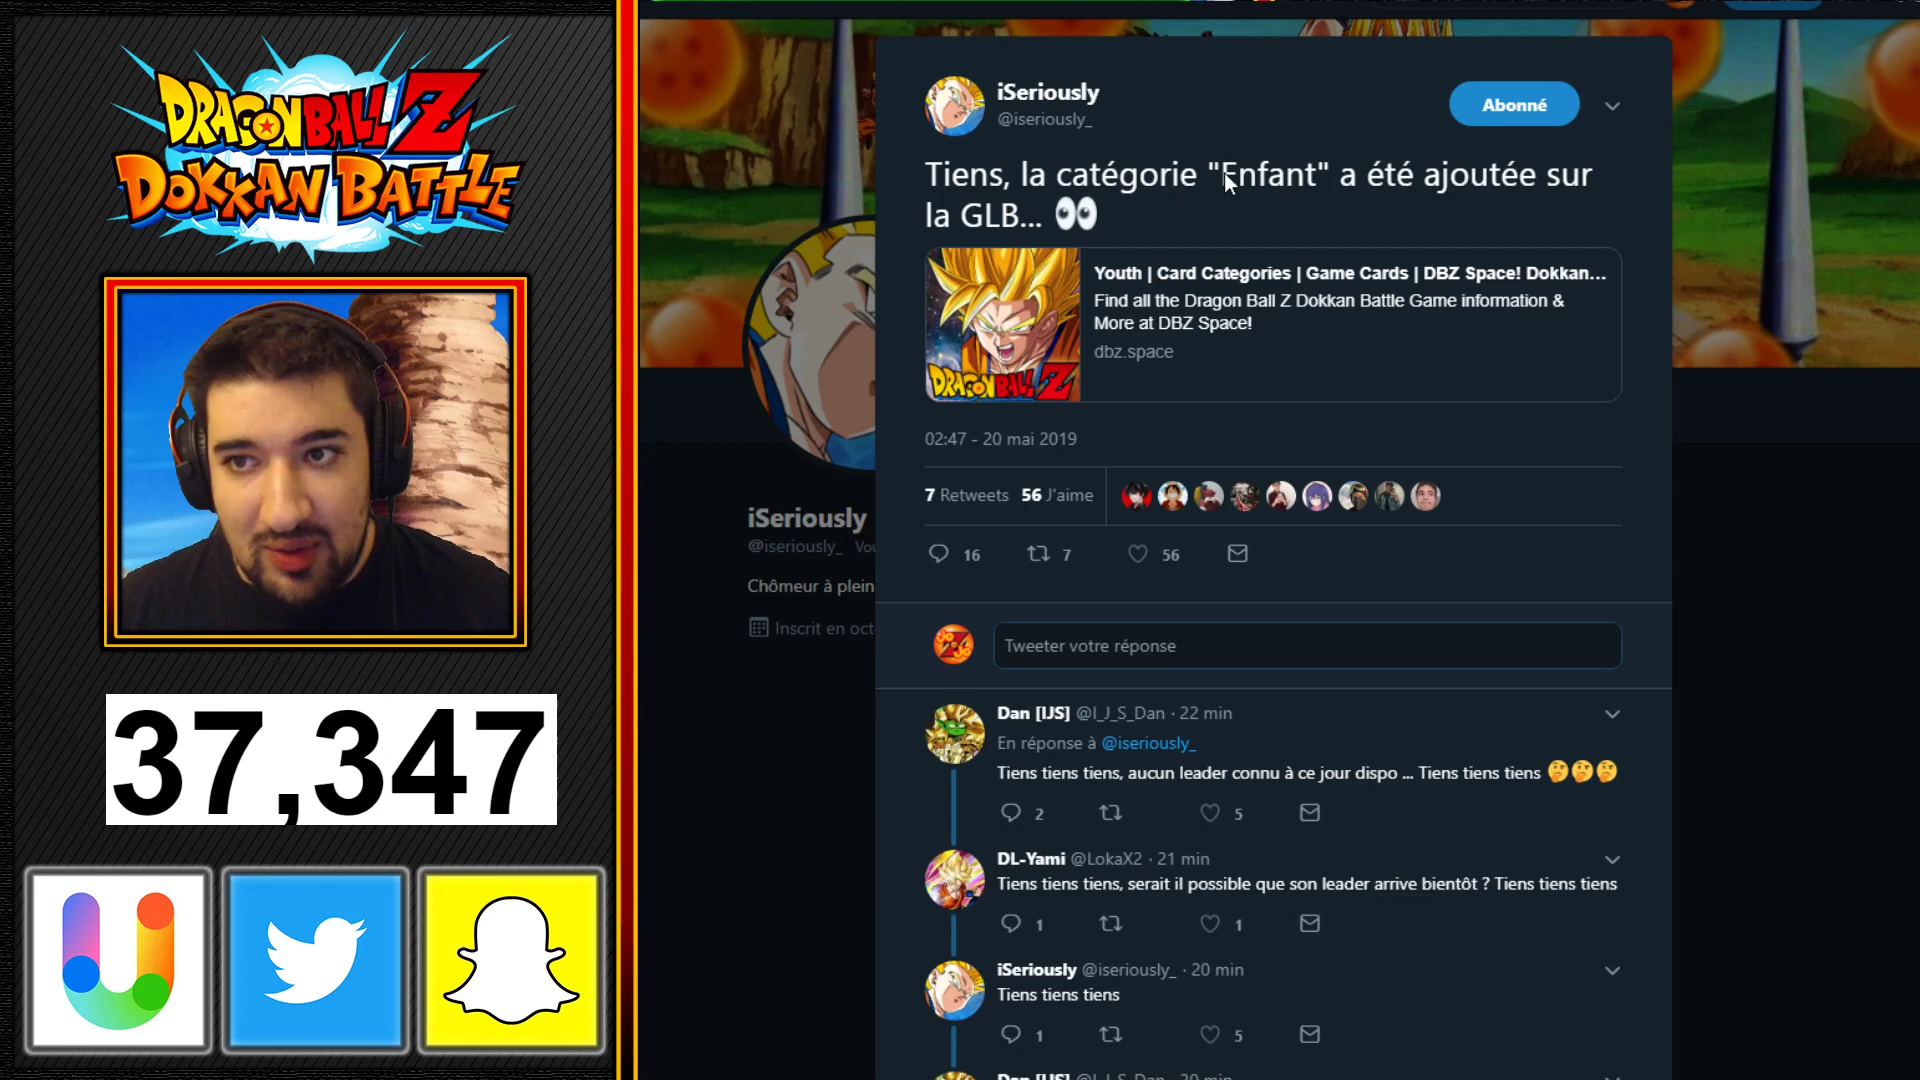 DRAGON BALL Z
DOKKAN BATTLE
37,347
iSeriously
@iseriously_
Abonné
Tiens, la catégorie "Enfant" a été ajoutée sur
la GLB... 👀
DRAGON BALL Z
Youth | Card Categories | Game Cards | DBZ Space! Dokkan...
Find all the Dragon Ball Z Dokkan Battle Game information &
More at DBZ Space!
dbz.space
02:47 - 20 mai 2019
7 Retweets 56 J'aime
16 7 56
iSeriously
@iseriously_ Vou
Chômeur à plein
Inscrit en oct
Tweeter votre réponse
Dan [IJS] @I_J_S_Dan · 22 min
En réponse à @iseriously_
Tiens tiens tiens, aucun leader connu à ce jour dispo ... Tiens tiens tiens 🤔🤔🤔
2 5
DL-Yami @LokaX2 · 21 min
Tiens tiens tiens, serait il possible que son leader arrive bientôt ? Tiens tiens tiens
1 1
iSeriously @iseriously_ · 20 min
Tiens tiens tiens
1 5
Dan [IJS] @I_J_S_Dan · 20 min